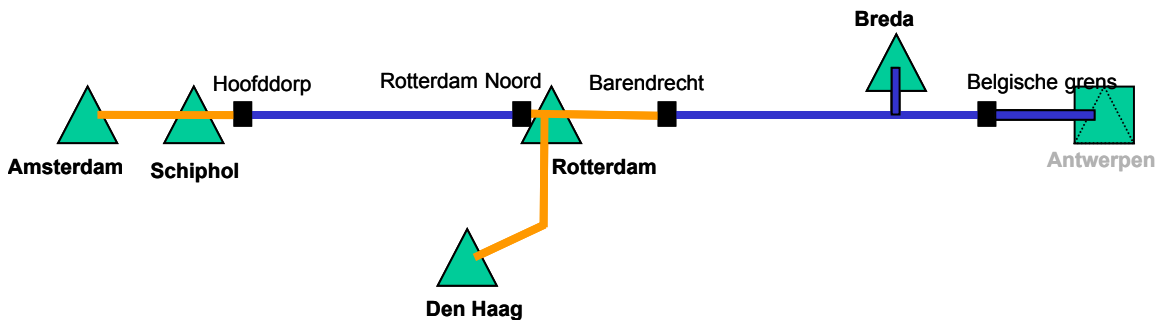 Breda
Hoofddorp
Rotterdam Noord
Barendrecht
Belgische grens
Amsterdam
Schiphol
Rotterdam
Antwerpen
Den Haag